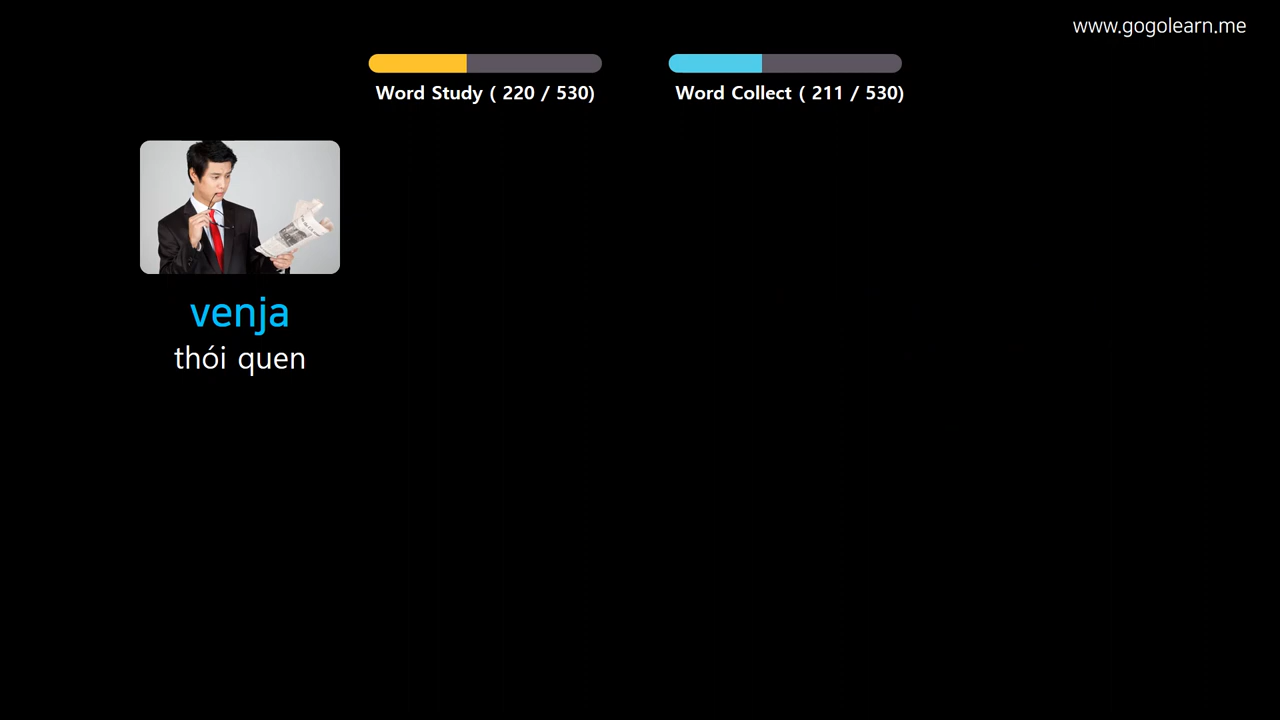 www.gogolearn.me
Word Study ( 220 / 530)
Word Collect ( 211 / 530)
venja
thói quen